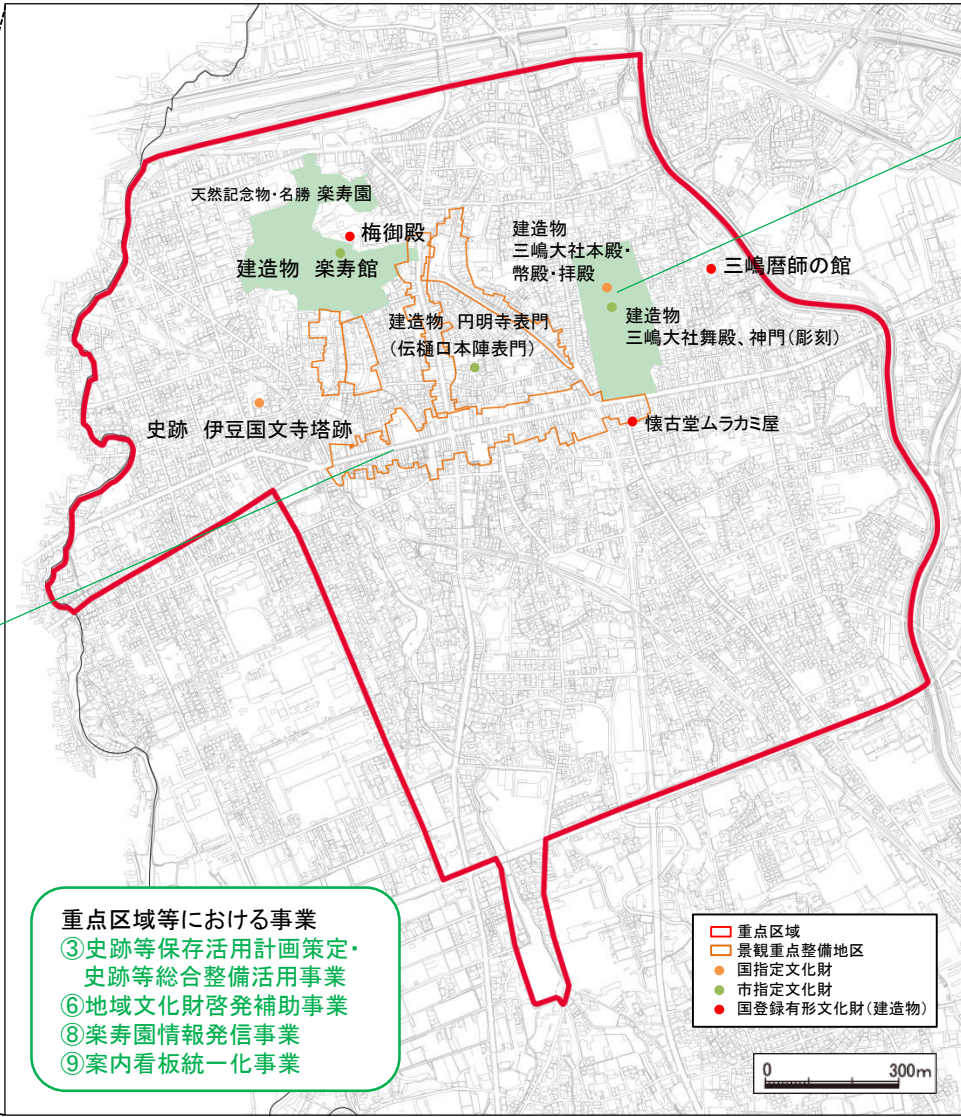 天然記念物・名勝 楽寿園
梅御殿
建造物 楽寿館
建造物
三嶋大社本殿・
幣殿・拝殿
三嶋暦師の館
建造物
三嶋大社舞殿、神門(彫刻)
建造物 円明寺表門
(伝樋口本陣表門)
史跡 伊豆国文寺塔跡
懐古堂ムラカミ屋
重点区域等における事業
③史跡等保存活用計画策定・
史跡等総合整備活用事業
⑥地域文化財啓発補助事業
⑧楽寿園情報発信事業
⑨案内看板統一化事業
重点区域
景観重点整備地区
国指定文化財
市指定文化財
国登録有形文化財(建造物)
0 300m